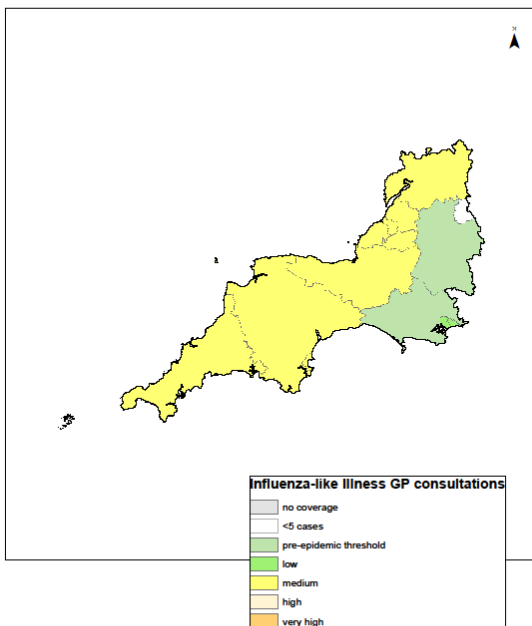 N
Influenza-like Illness GP consultations
no coverage
<5 cases
pre-epidemic threshold
low
medium
high
very high